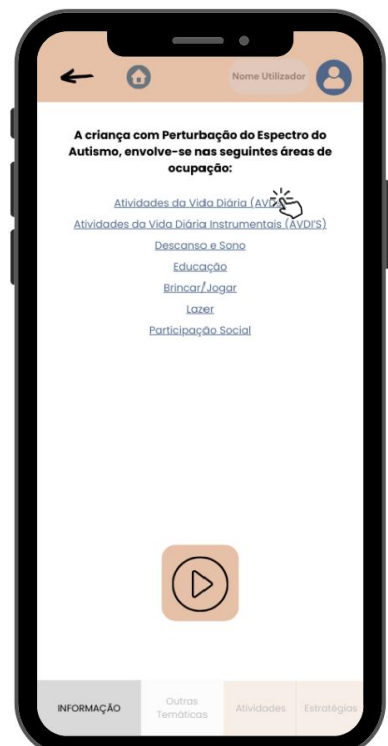 Nome Utilizador
A criança com Perturbação do Espectro do
Autismo, envolve-se nas seguintes áreas de
ocupação:
Atividades da Vida Diária
Atividades da Vida Diária Instrumentais (AVDI'S)
Descanso e Sono
Educação
Brincar/Jogar
Lazer
Participação Social
INFORMAÇÃO
Outras
Temáticas
Atividades
Estratégias